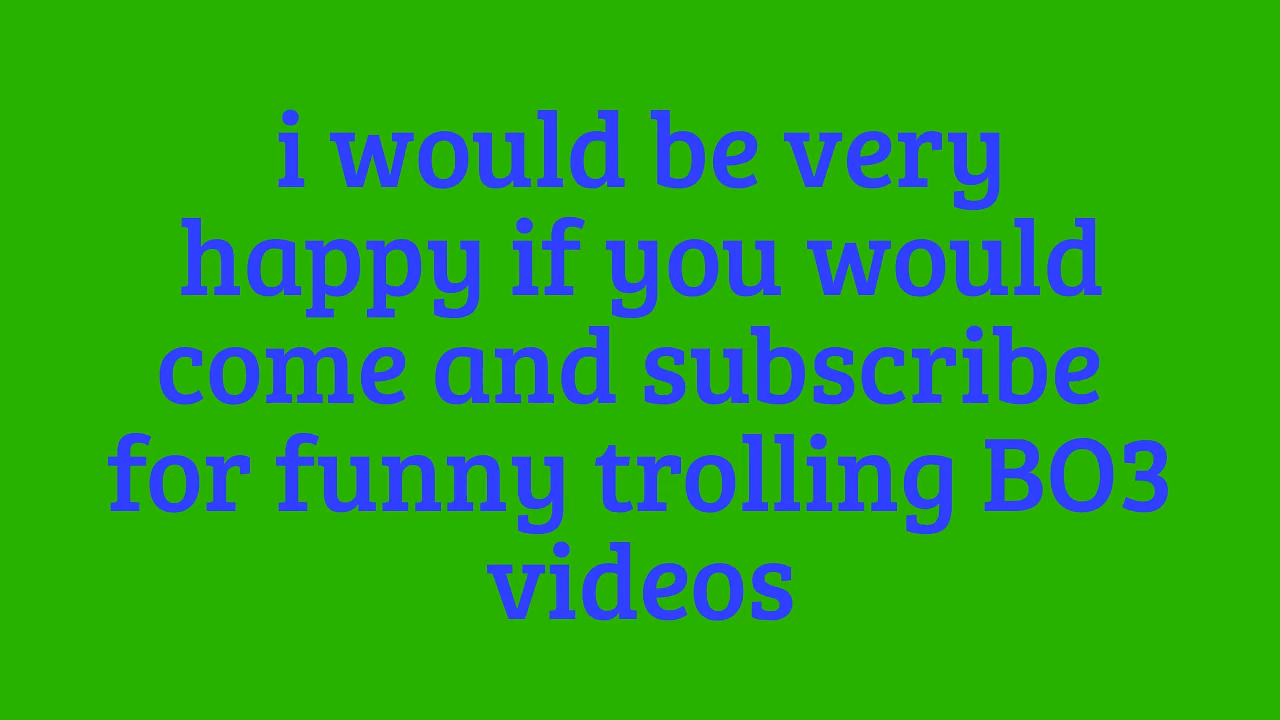 i would be very
happy if you would
come and subscribe
for funny trolling BO3
videos